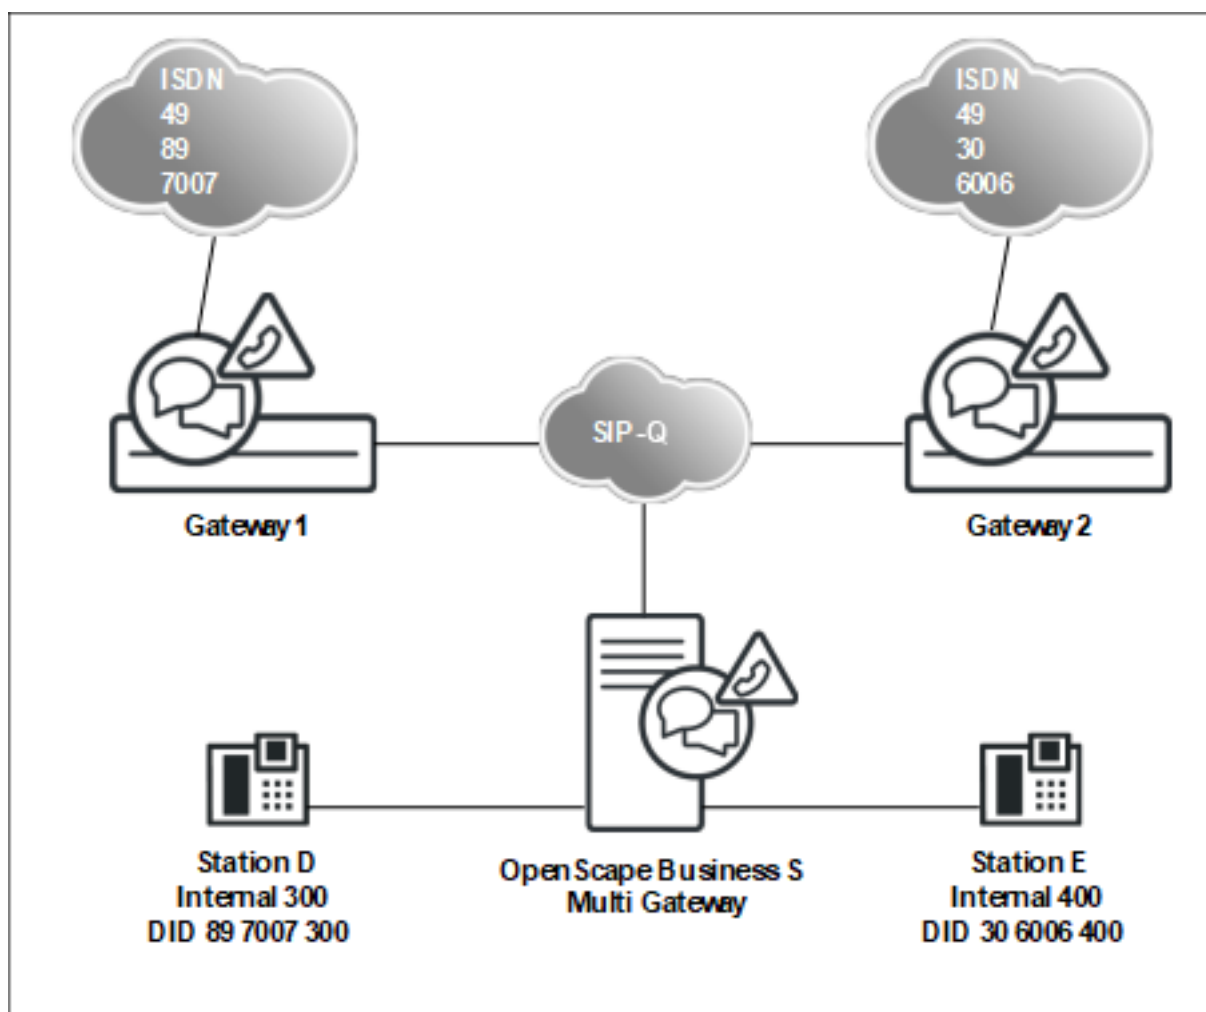 ISDN
49
89
7007
ISDN
49
30
6006
SIP-Q
Gateway 1
Gateway 2
Station D
Internal 300
DID 89 7007 300
OpenScape Business S
Multi Gateway
Station E
Internal 400
DID 30 6006 400